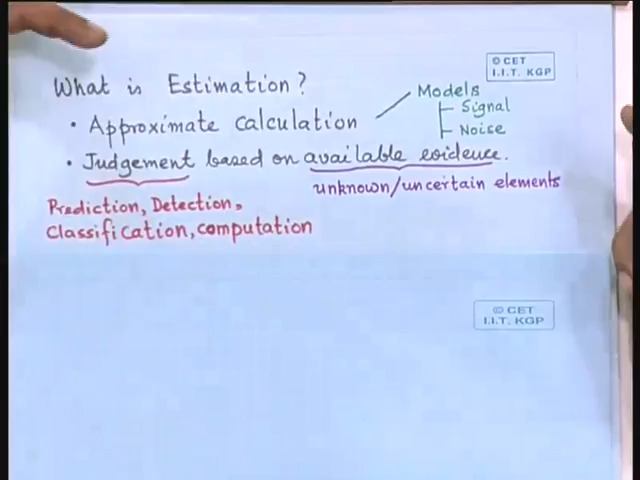 © CET
I.I.T. KGP
What is Estimation?
Models
Signal
• Approximate calculation
Noise
• Judgement based on available evidence.
unknown/uncertain elements
Prediction, Detection,
Classification, computation
© CET
I.I.T. KGP